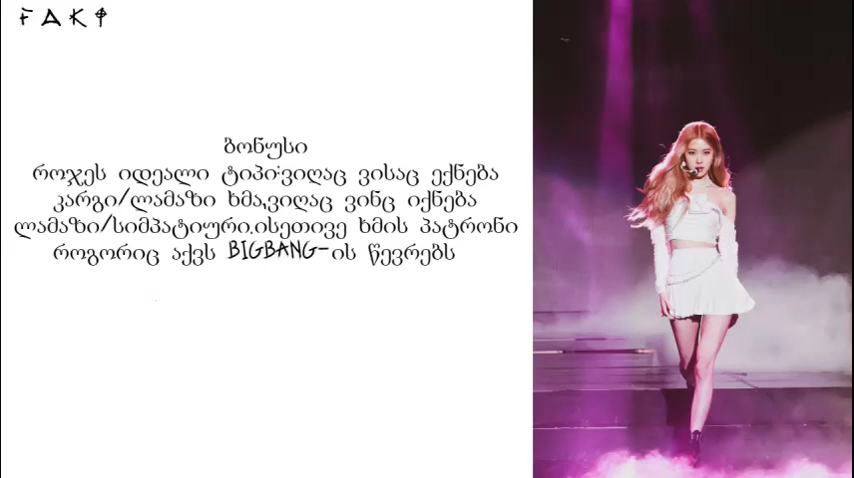 FAKI
ბონუსი
როჯეს იდეალი ტიპი:ვიღაც ვისაც ექნება
კარგი/ლამაზი ხმა,ვიღაც ვინც იქნება
ლამაზი/სიმპატიური.ისეთივე ხმის პატრონი
როგორიც აქვს BIGBANG-ის წევრებს